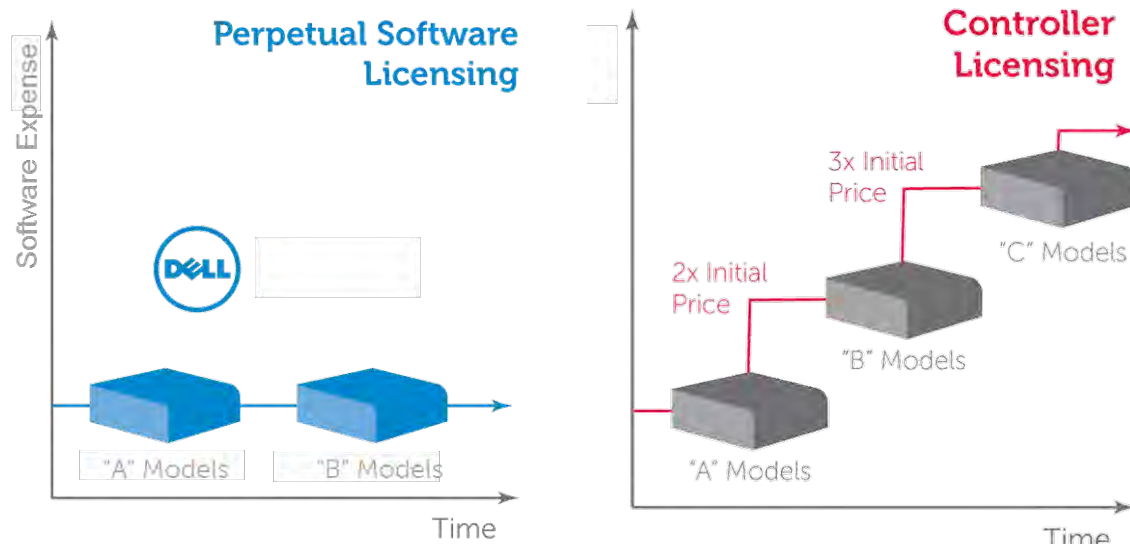 Perpetual Software
Licensing
Software Expense
DELL
"A" Models
"B" Models
Time
Controller
Licensing
3x Initial
Price
"C" Models
2x Initial
Price
"B" Models
"A" Models
Time